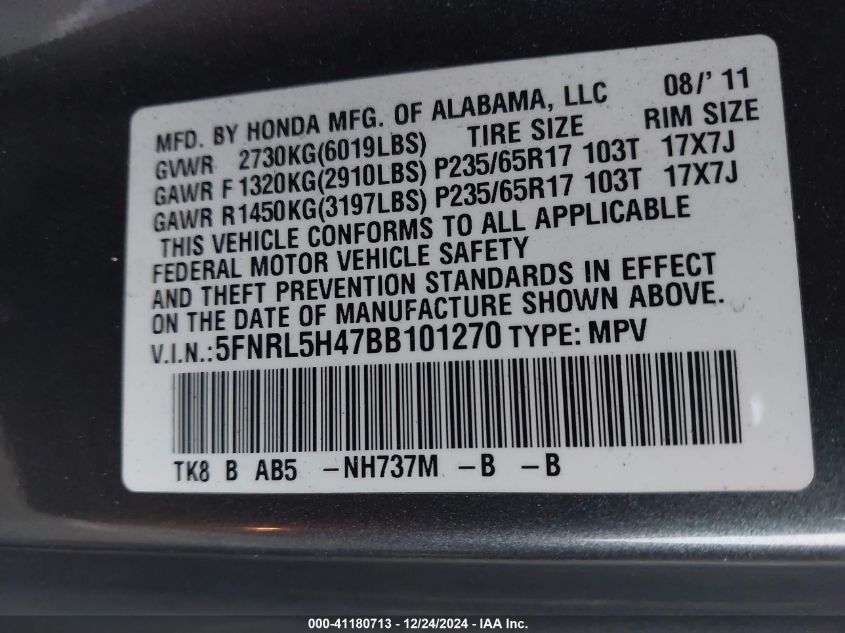 MFD. BY HONDA MFG. OF ALABAMA, LLC 08/'11
GVWR 2730KG(6019LBS) TIRE SIZE RIM SIZE
GAWR F 1320KG(2910LBS) P235/65R17 103T 17X7J
GAWR R1450KG(3197LBS) P235/65R17 103T 17X7J
THIS VEHICLE CONFORMS TO ALL APPLICABLE
FEDERAL MOTOR VEHICLE SAFETY
AND THEFT PREVENTION STANDARDS IN EFFECT
ON THE DATE OF MANUFACTURE SHOWN ABOVE.
V.I.N.:5FNRL5H47BB101270 TYPE: MPV
TK8 B AB5 -NH737M -B -B
000-41180713 - 12/24/2024 - IAA Inc.